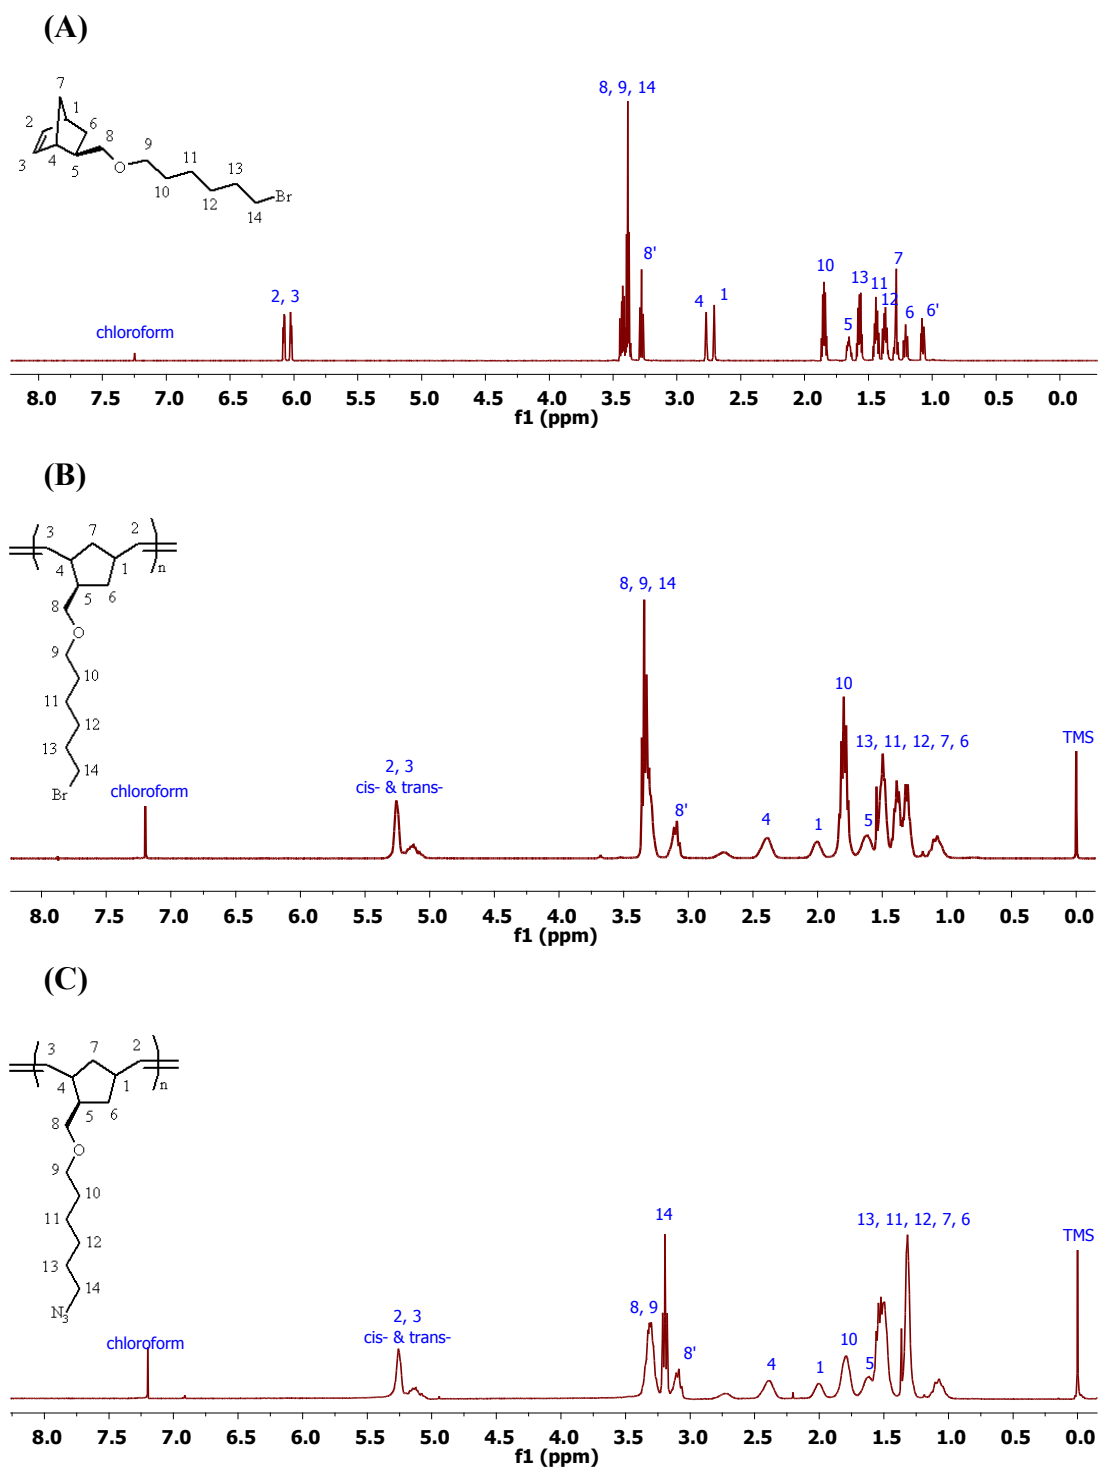 (A)
7
1
2
6
8
3
4
5
O
9
10
11
12
13
14
Br
8, 9, 14
8'
2, 3
chloroform
4
1
10
5
13
11
12
7
6
6'
8.0 7.5 7.0 6.5 6.0 5.5 5.0 4.5 4.0 3.5 3.0 2.5 2.0 1.5 1.0 0.5 0.0
f1 (ppm)
(B)
3
7
2
4
1
n
5
6
8
O
9
10
11
12
13
14
Br
chloroform
2, 3
cis- & trans-
8, 9, 14
8'
4
1
10
5
13, 11, 12, 7, 6
TMS
8.0 7.5 7.0 6.5 6.0 5.5 5.0 4.5 4.0 3.5 3.0 2.5 2.0 1.5 1.0 0.5 0.0
f1 (ppm)
(C)
3
7
2
4
1
n
5
6
8
O
9
10
11
12
13
14
N3
chloroform
2, 3
cis- & trans-
8, 9
14
8'
4
1
10
5
13, 11, 12, 7, 6
TMS
8.0 7.5 7.0 6.5 6.0 5.5 5.0 4.5 4.0 3.5 3.0 2.5 2.0 1.5 1.0 0.5 0.0
f1 (ppm)